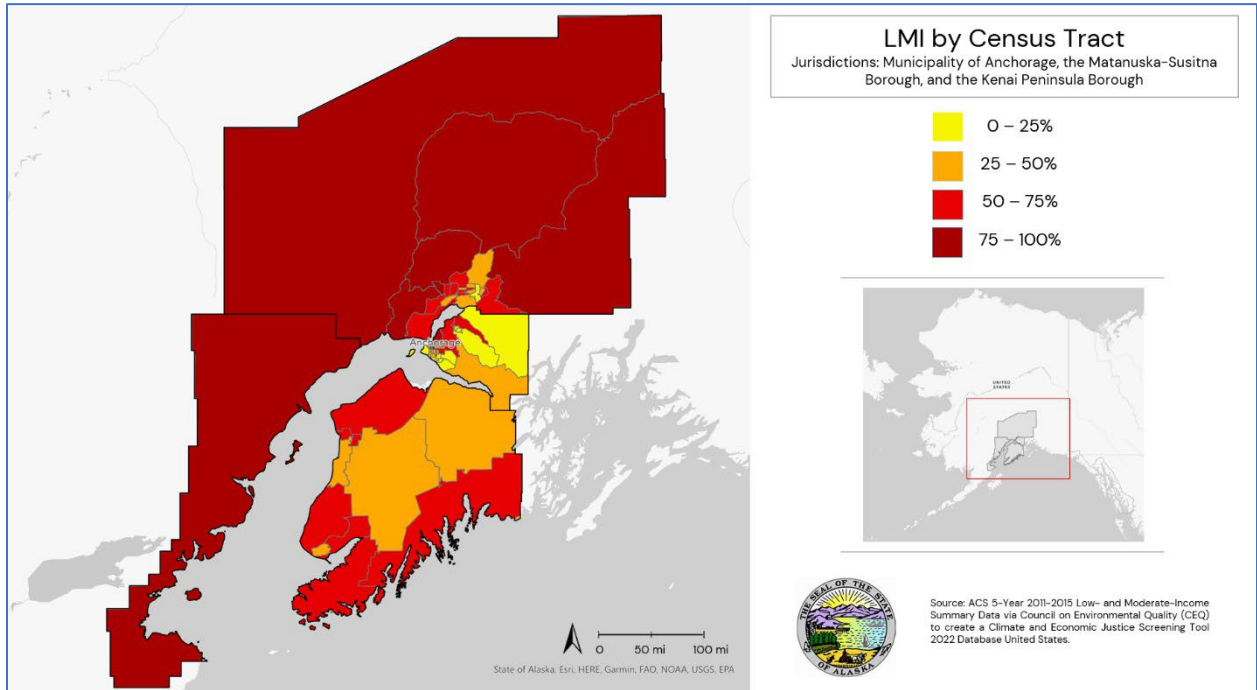 LMI by Census Tract
Jurisdictions: Municipality of Anchorage, the Matanuska-Susitna
Borough, and the Kenai Peninsula Borough
0 – 25%
25 – 50%
50 – 75%
75 – 100%
Anchorage
UNITED
STATES
0 50 mi 100 mi
State of Alaska, Esri, HERE, Garmin, FAO, NOAA, USGS, EPA
THE SEAL OF THE STATE
OF ALASKA
Source: ACS 5-Year 2011-2015 Low- and Moderate-Income
Summary Data via Council on Environmental Quality (CEQ)
to create a Climate and Economic Justice Screening Tool
2022 Database United States.